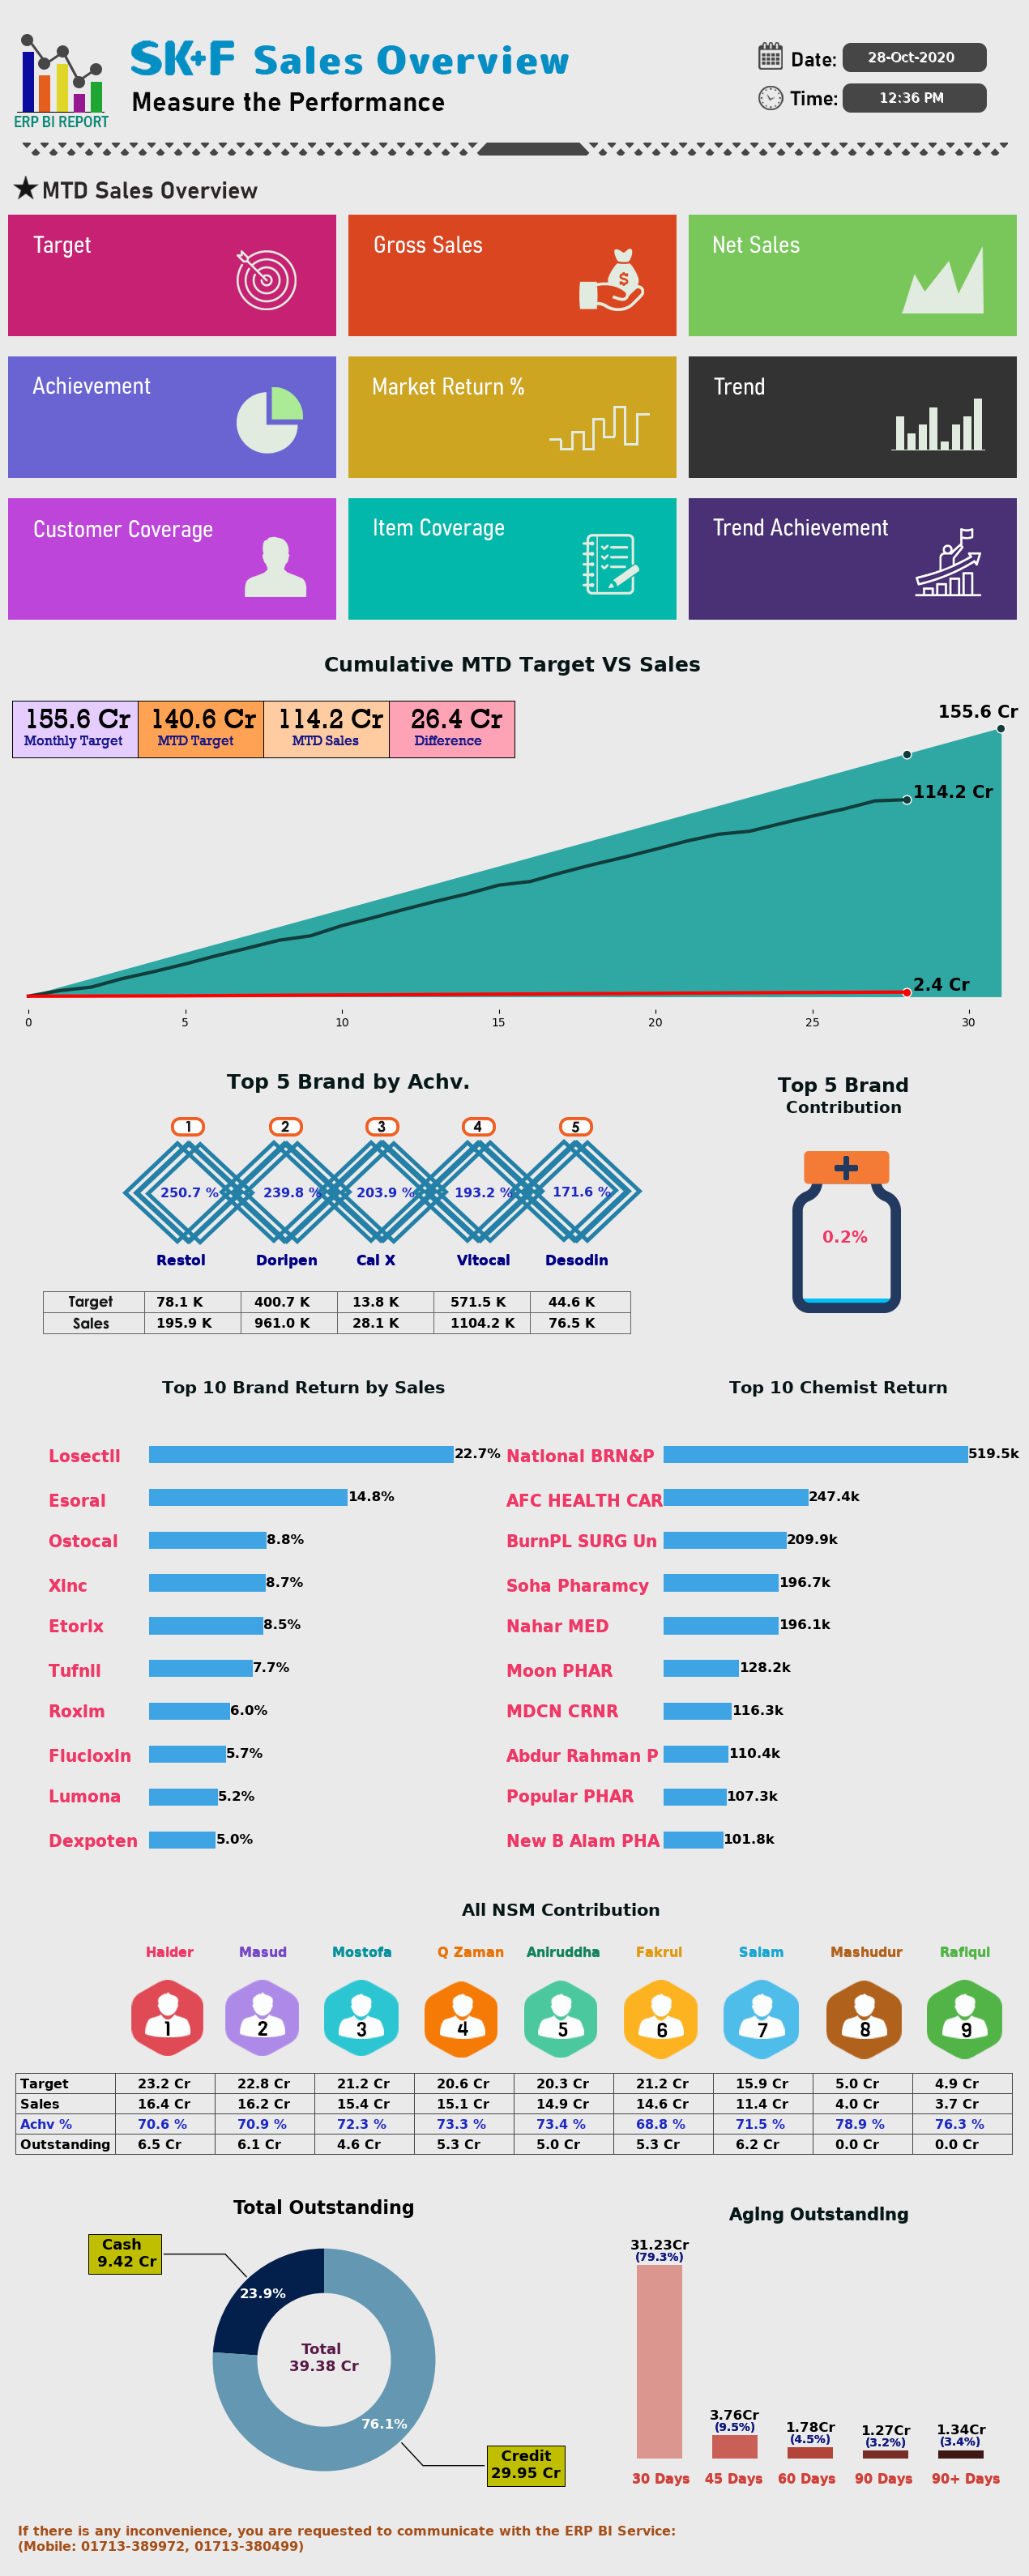 SK+F Sales Overview
Measure the Performance
ERP BI REPORT
Date: 28-Oct-2020
Time: 12:36 PM
★ MTD Sales Overview
Target
Gross Sales
Net Sales
Achievement
Market Return %
Trend
Customer Coverage
Item Coverage
Trend Achievement
Cumulative MTD Target VS Sales
155.6 Cr 140.6 Cr 114.2 Cr 26.4 Cr
Monthly Target MTD Target MTD Sales Difference
155.6 Cr
114.2 Cr
2.4 Cr
0 5 10 15 20 25 30
Top 5 Brand by Achv.
1 2 3 4 5
250.7 % 239.8 % 203.9 % 193.2 % 171.6 %
Restol Doripen Cal X Vitocal Desodin
Target 78.1 K 400.7 K 13.8 K 571.5 K 44.6 K
Sales 195.9 K 961.0 K 28.1 K 1104.2 K 76.5 K
Top 5 Brand
Contribution
0.2%
Top 10 Brand Return by Sales
Losectil 22.7%
Esoral 14.8%
Ostocal 8.8%
Xinc 8.7%
Etorix 8.5%
Tufnil 7.7%
Roxim 6.0%
Flucloxin 5.7%
Lumona 5.2%
Dexpoten 5.0%
Top 10 Chemist Return
National BRN&P 519.5k
AFC HEALTH CAR 247.4k
BurnPL SURG Un 209.9k
Soha Pharamcy 196.7k
Nahar MED 196.1k
Moon PHAR 128.2k
MDCN CRNR 116.3k
Abdur Rahman P 110.4k
Popular PHAR 107.3k
New B Alam PHA 101.8k
All NSM Contribution
Haider Masud Mostofa Q Zaman Aniruddha Fakrul Salam Mashudur Rafiqul
1 2 3 4 5 6 7 8 9
Target 23.2 Cr 22.8 Cr 21.2 Cr 20.6 Cr 20.3 Cr 21.2 Cr 15.9 Cr 5.0 Cr 4.9 Cr
Sales 16.4 Cr 16.2 Cr 15.4 Cr 15.1 Cr 14.9 Cr 14.6 Cr 11.4 Cr 4.0 Cr 3.7 Cr
Achv % 70.6 % 70.9 % 72.3 % 73.3 % 73.4 % 68.8 % 71.5 % 78.9 % 76.3 %
Outstanding 6.5 Cr 6.1 Cr 4.6 Cr 5.3 Cr 5.0 Cr 5.3 Cr 6.2 Cr 0.0 Cr 0.0 Cr
Total Outstanding
Cash
9.42 Cr
23.9%
Total
39.38 Cr
76.1%
Credit
29.95 Cr
Aging Outstanding
31.23Cr 3.76Cr 1.78Cr 1.27Cr 1.34Cr
(79.3%) (9.5%) (4.5%) (3.2%) (3.4%)
30 Days 45 Days 60 Days 90 Days 90+ Days
If there is any inconvenience, you are requested to communicate with the ERP BI Service:
(Mobile: 01713-389972, 01713-380499)